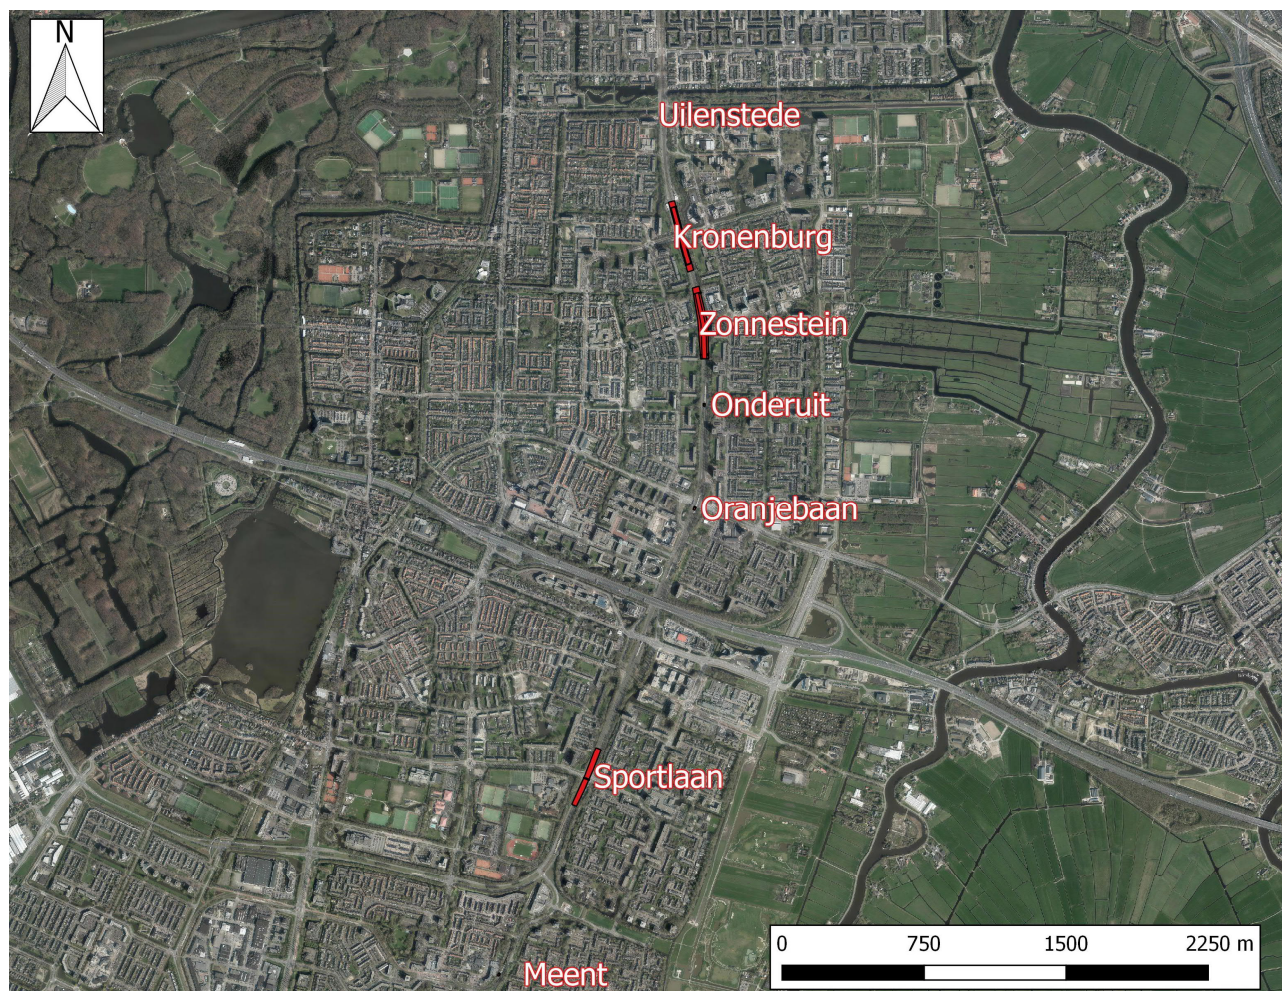 N
Uilenstede
Kronenburg
Zonnestein
Onderuit
Oranjebaan
Sportlaan
Meent
0 750 1500 2250 m